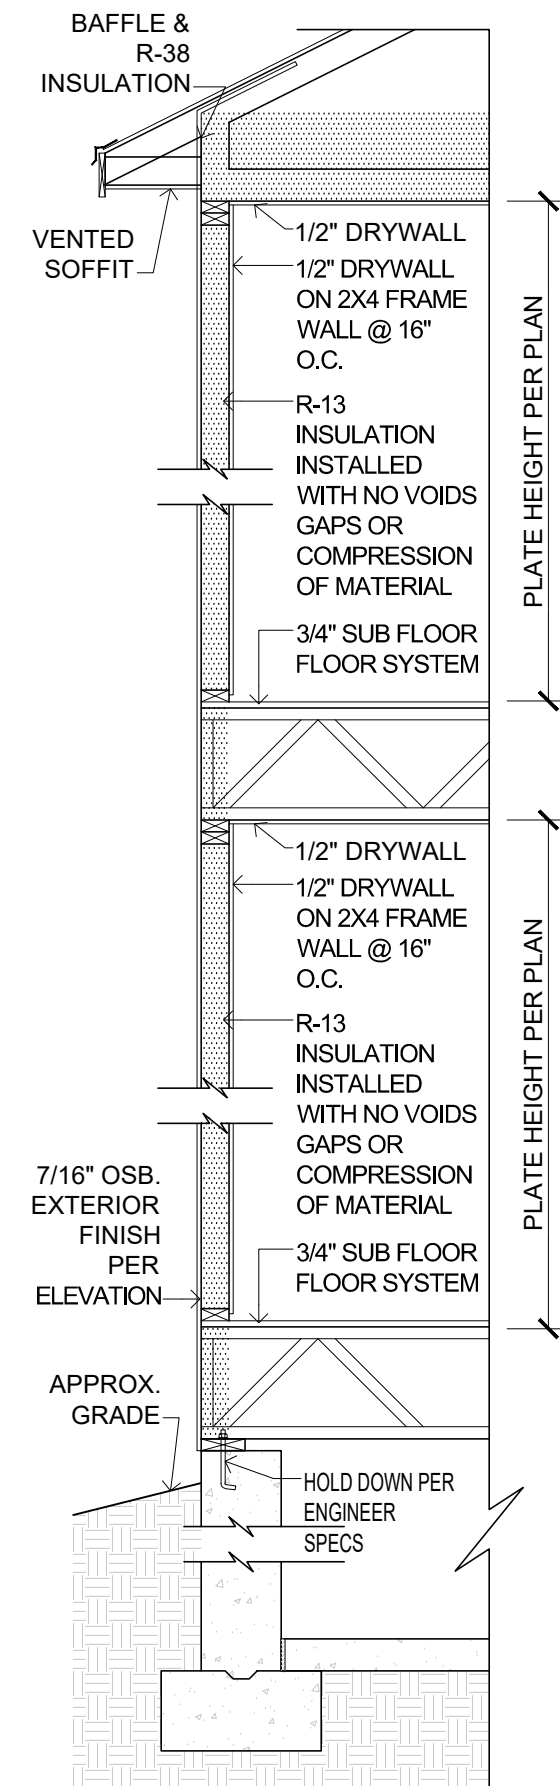 BAFFLE &
R-38
INSULATION
VENTED
SOFFIT
1/2" DRYWALL
1/2" DRYWALL
ON 2X4 FRAME
WALL @ 16"
O.C.
R-13
INSULATION
INSTALLED
WITH NO VOIDS
GAPS OR
COMPRESSION
OF MATERIAL
3/4" SUB FLOOR
FLOOR SYSTEM
PLATE HEIGHT PER PLAN
1/2" DRYWALL
1/2" DRYWALL
ON 2X4 FRAME
WALL @ 16"
O.C.
R-13
INSULATION
INSTALLED
WITH NO VOIDS
GAPS OR
COMPRESSION
OF MATERIAL
3/4" SUB FLOOR
FLOOR SYSTEM
PLATE HEIGHT PER PLAN
7/16" OSB.
EXTERIOR
FINISH
PER
ELEVATION
APPROX.
GRADE
HOLD DOWN PER
ENGINEER
SPECS